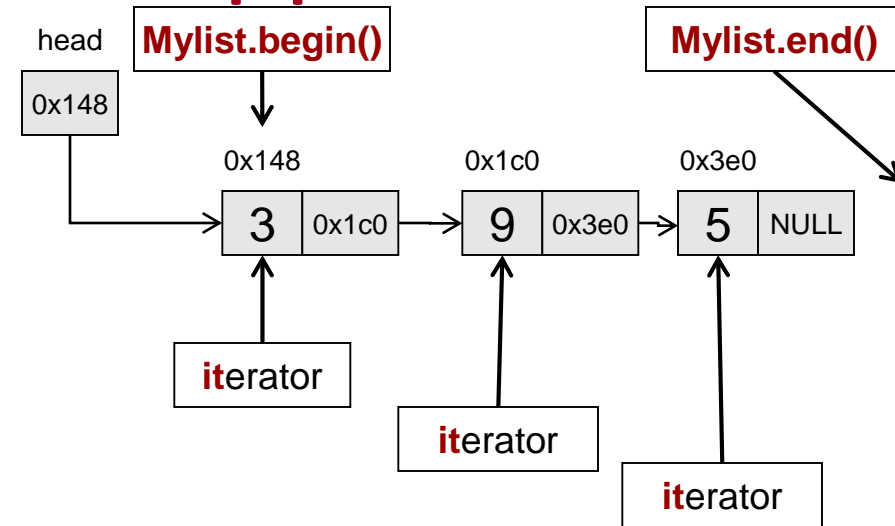 head
Mylist.begin()
Mylist.end()
0x148
0x148
0x1c0
0x3e0
3
0x1c0
9
0x3e0
5
NULL
iterator
iterator
iterator